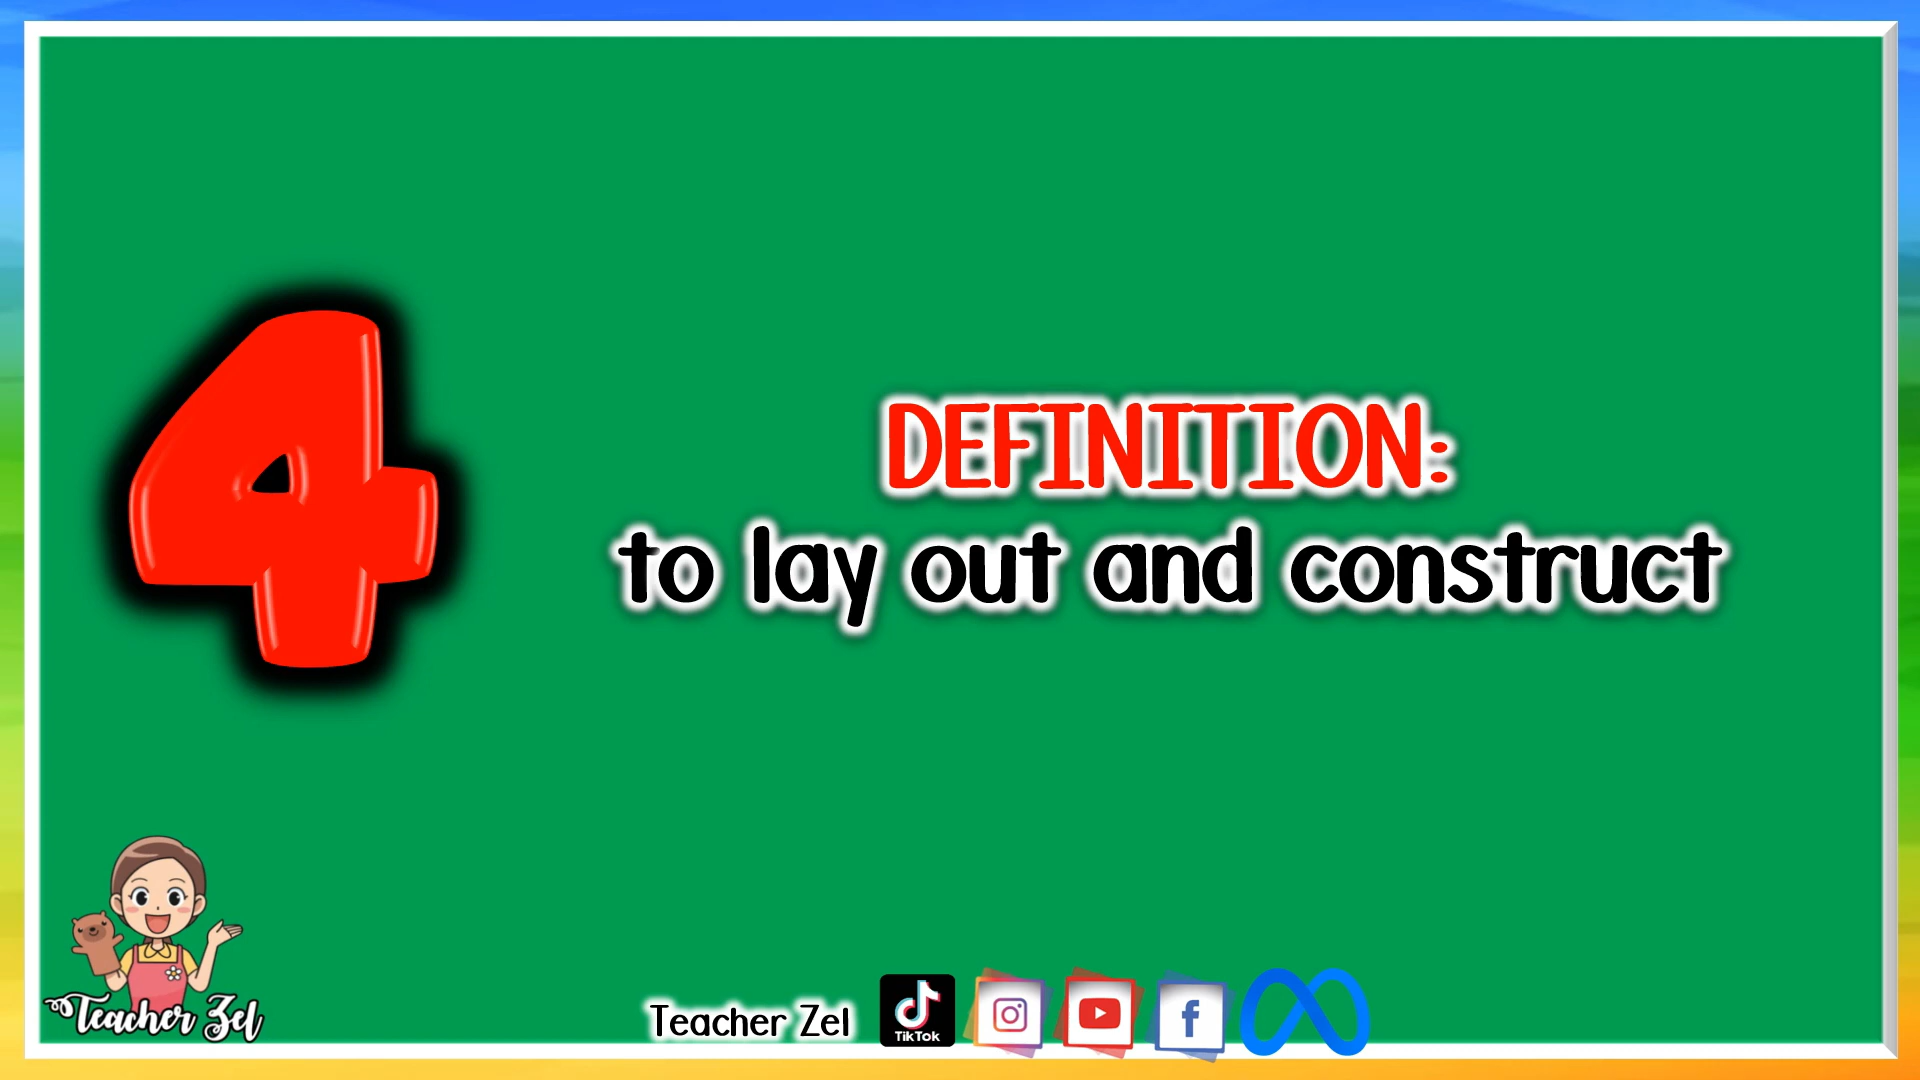 4
DEFINITION:
to lay out and construct
Teacher Zel
Teacher Zel
TikTok
f